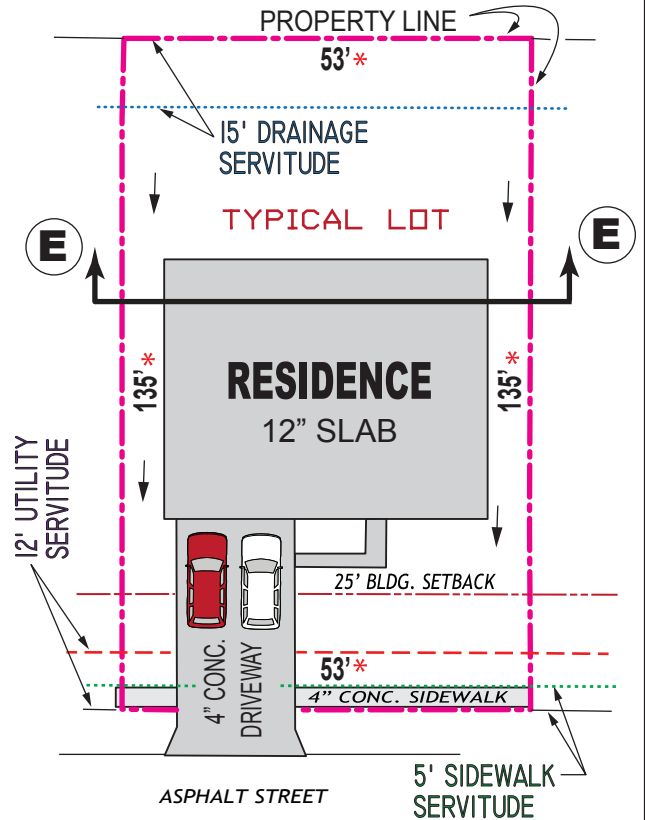 PROPERTY LINE
53' *
15' DRAINAGE
SERVITUDE
TYPICAL LOT
E
E
RESIDENCE
12" SLAB
135' *
135' *
12' UTILITY
SERVITUDE
25' BLDG. SETBACK
4" CONC.
DRIVEWAY
53' *
4" CONC. SIDEWALK
5' SIDEWALK
SERVITUDE
ASPHALT STREET